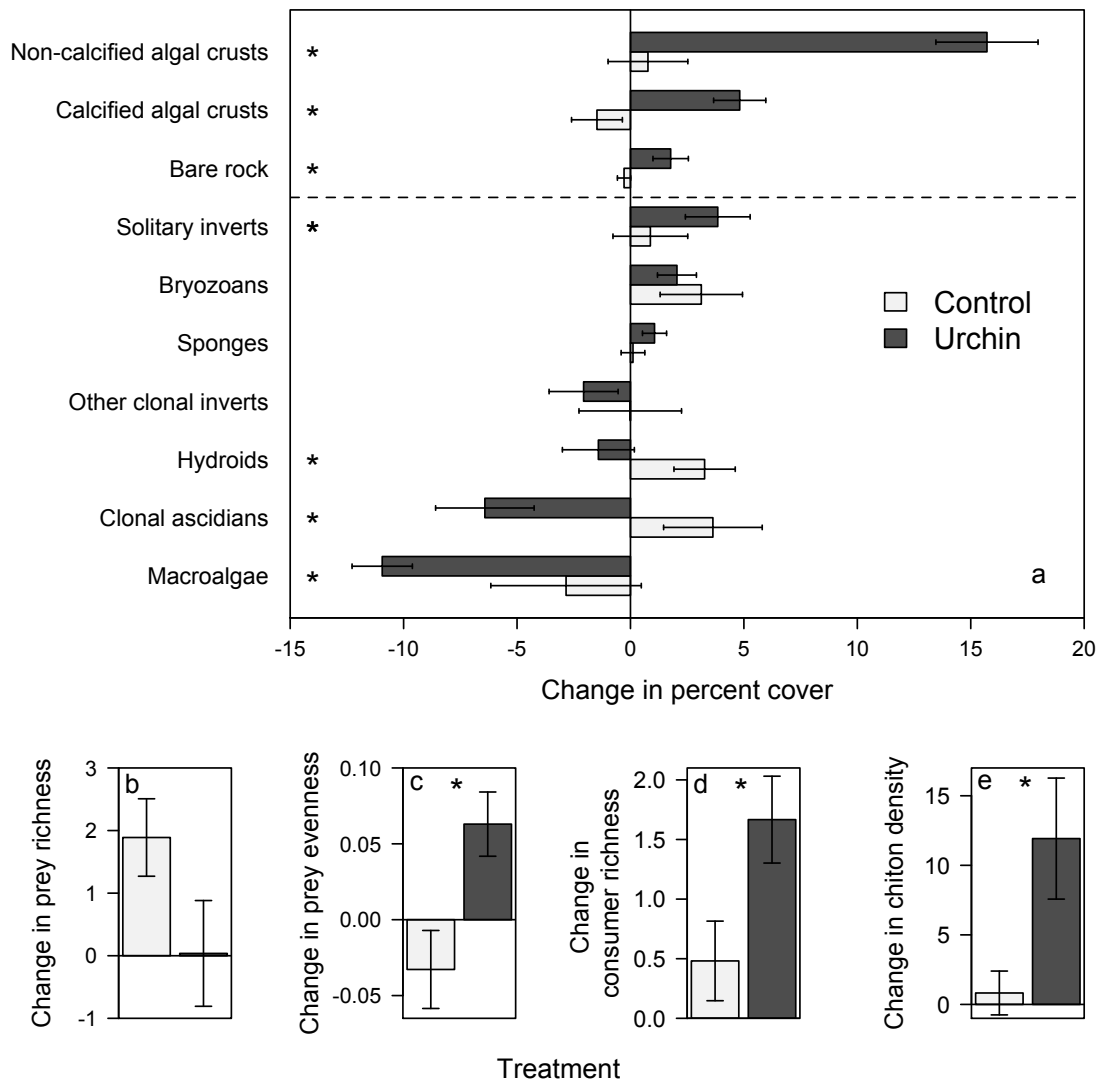 Non-calcified algal crusts *
Calcified algal crusts *
Bare rock *
Solitary inverts *
Bryozoans
Sponges
Other clonal inverts
Hydroids *
Clonal ascidians *
Macroalgae *
Control
Urchin
a
-15 -10 -5 0 5 10 15 20
Change in percent cover
Change in prey richness
3
2
1
0
-1
b
Change in prey evenness
0.10
0.05
0.00
-0.05
c *
Change in
consumer richness
2.0
1.5
1.0
0.5
0.0
d *
Change in chiton density
15
10
5
0
e *
Treatment